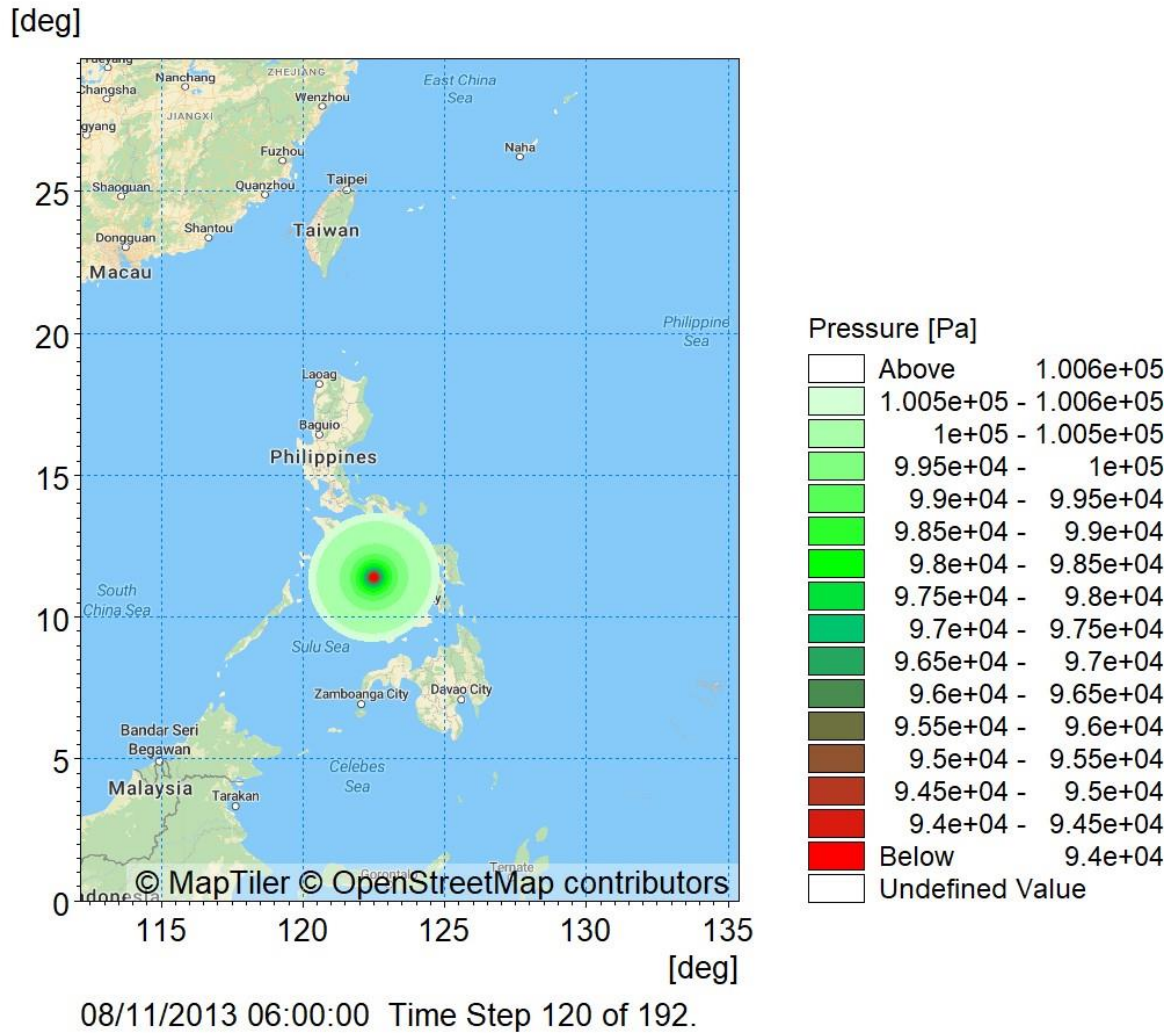 [deg]
Nanchang
ZHEJIANG
Changsha
East China
Sea
JIANGXI
Wenzhou
gyang
Fuzhou
Naha
Shaoguan
Quanzhou
Taipei
25
Shantou
Taiwan
Dongguan
Macau
20
Philippine
Sea
Laoag
Baguio
Philippines
15
South
China Sea
y
10
Sulu Sea
Zamboanga City
Davao City
Bandar Seri
Begawan
5
Celebes
Sea
Malaysia
Tarakan
Gorontalo
Ternate
© MapTiler © OpenStreetMap contributors
ndonesia
0
115 120 125 130 135
[deg]
08/11/2013 06:00:00 Time Step 120 of 192.
Pressure [Pa]
Above 1.006e+05
1.005e+05 - 1.006e+05
1e+05 - 1.005e+05
9.95e+04 - 1e+05
9.9e+04 - 9.95e+04
9.85e+04 - 9.9e+04
9.8e+04 - 9.85e+04
9.75e+04 - 9.8e+04
9.7e+04 - 9.75e+04
9.65e+04 - 9.7e+04
9.6e+04 - 9.65e+04
9.55e+04 - 9.6e+04
9.5e+04 - 9.55e+04
9.45e+04 - 9.5e+04
9.4e+04 - 9.45e+04
Below 9.4e+04
Undefined Value